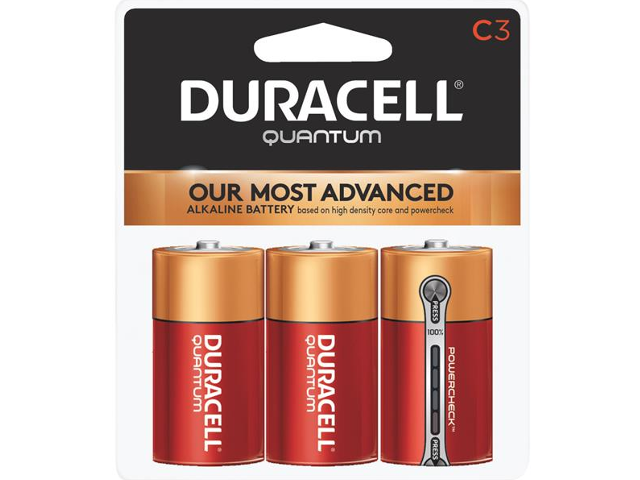 C3
DURACELL®
QUANTUM
OUR MOST ADVANCED
ALKALINE BATTERY based on high density core and powercheck
DURACELL
QUANTUM
DURACELL
QUANTUM
PRESS
100%
POWERCHECK™
PRESS